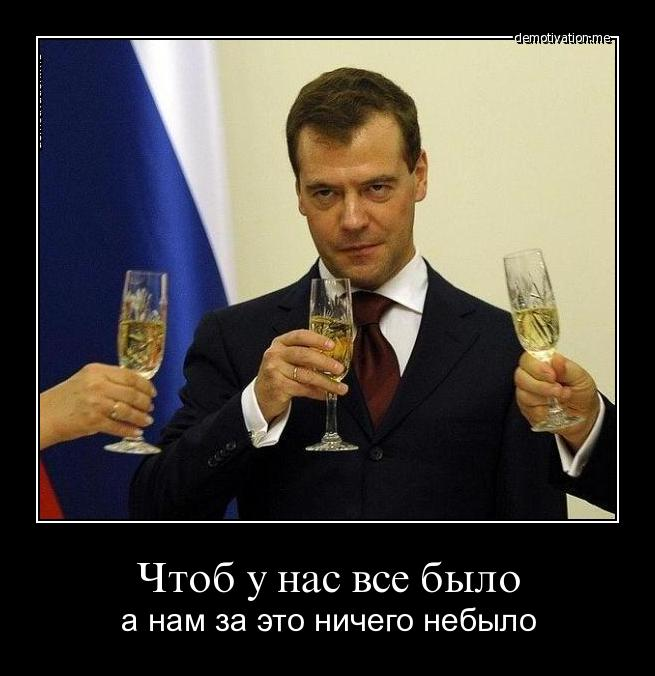 demotivation.me
Чтоб у нас все было
а нам за это ничего небыло